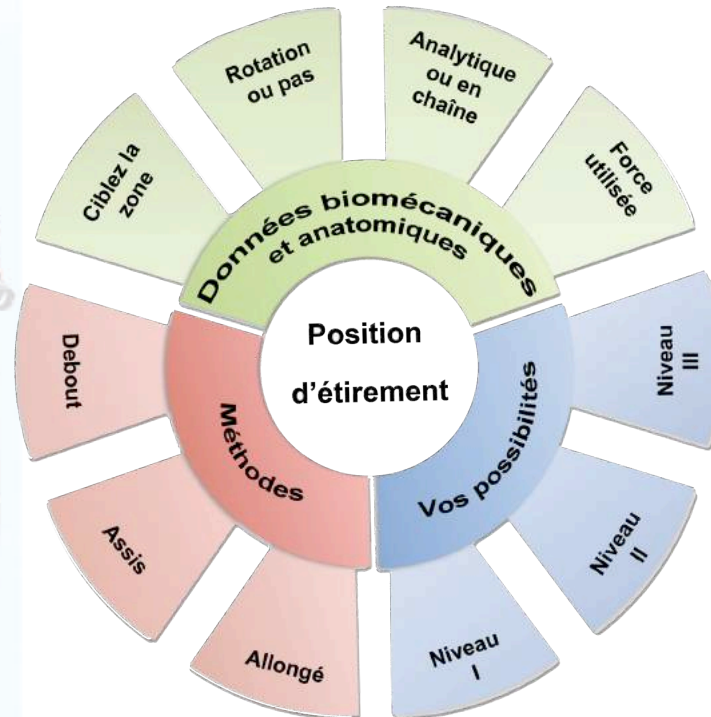 Position
d'étirement
Données biomécaniques
et anatomiques
Ciblez la
zone
Rotation
ou pas
Analytique
ou en
chaîne
Force
utilisée
Vos possibilités
Niveau
III
Niveau
II
Niveau
I
Méthodes
Allongé
Assis
Debout